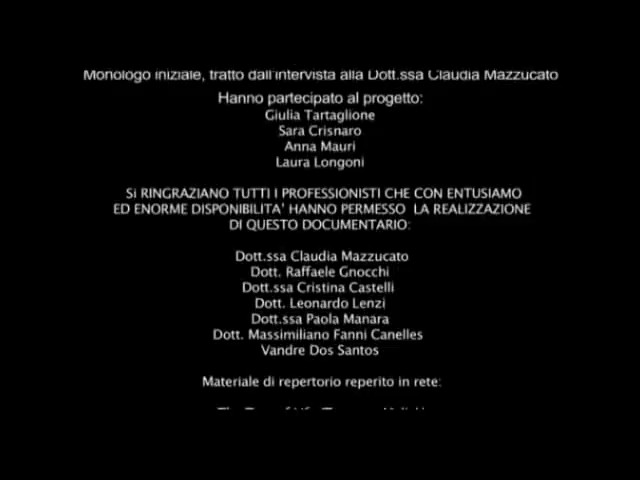 Monologo iniziale, tratto dall'intervista alla Dott.ssa Claudia Mazzucato
Hanno partecipato al progetto:
Giulia Tartaglione
Sara Crisnaro
Anna Mauri
Laura Longoni
Si RINGRAZIANO TUTTI I PROFESSIONISTI CHE CON ENTUSIAMO
ED ENORME DISPONIBILITA' HANNO PERMESSO LA REALIZZAZIONE
DI QUESTO DOCUMENTARIO:
Dott.ssa Claudia Mazzucato
Dott. Raffaele Gnocchi
Dott.ssa Cristina Castelli
Dott. Leonardo Lenzi
Dott.ssa Paola Manara
Dott. Massimiliano Fanni Canelles
Vandre Dos Santos
Materiale di repertorio reperito in rete: